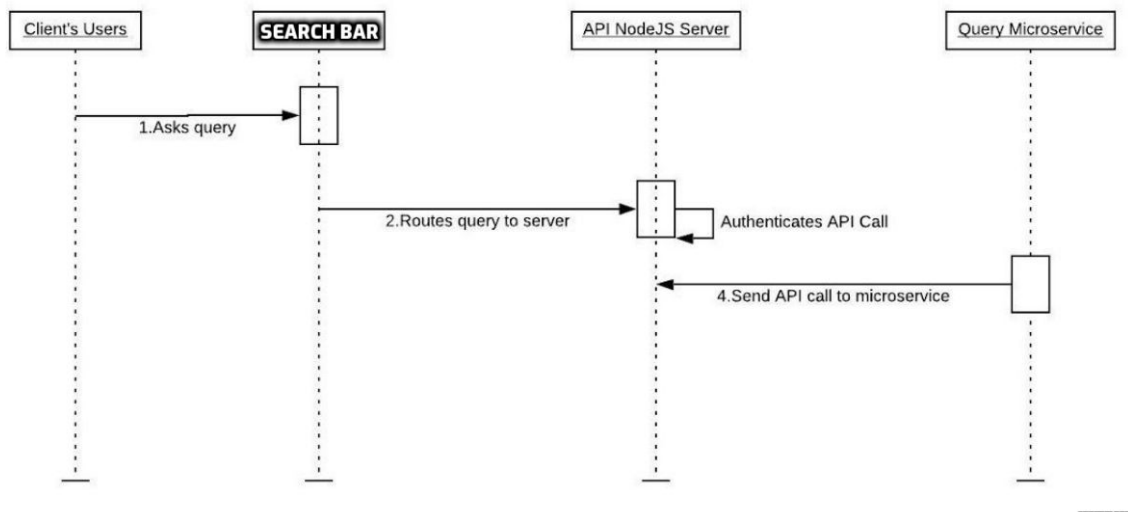 Client's Users
SEARCH BAR
API NodeJS Server
Query Microservice
1.Asks query
2.Routes query to server
Authenticates API Call
4.Send API call to microservice